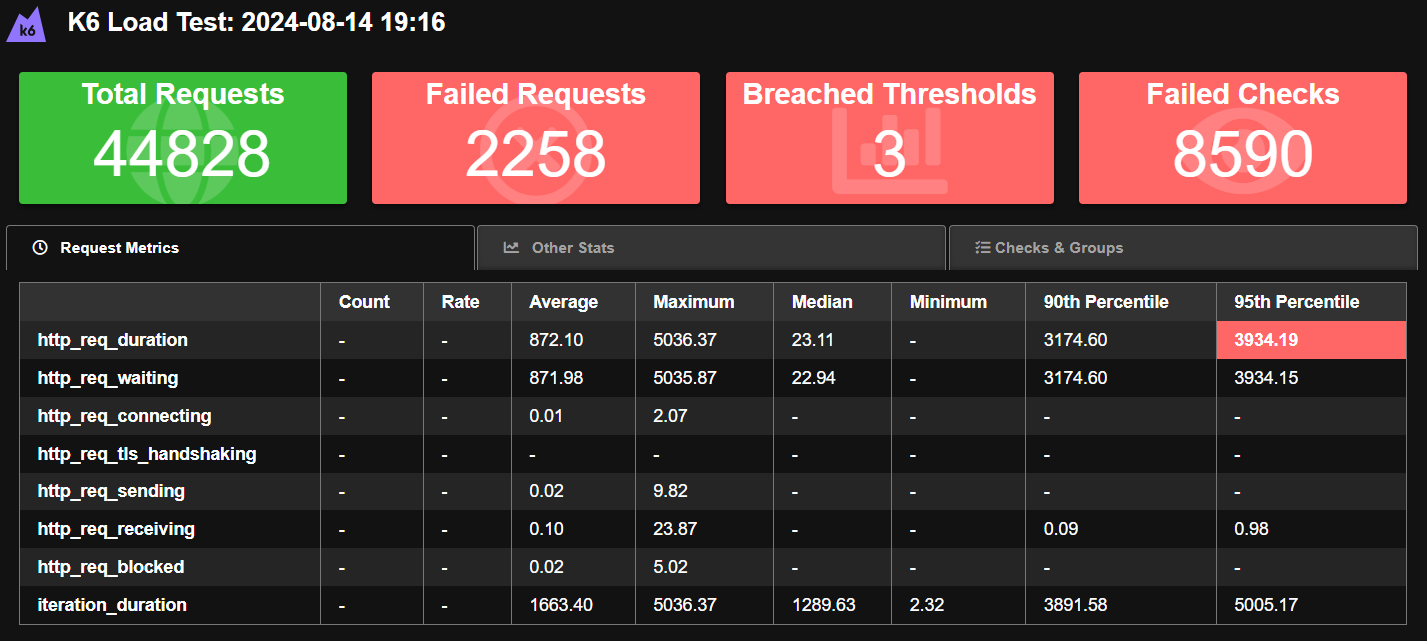 k6 K6 Load Test: 2024-08-14 19:16
Total Requests Failed Requests Breached Thresholds Failed Checks
44828 2258 3 8590
Request Metrics Other Stats Checks & Groups
Count Rate Average Maximum Median Minimum 90th Percentile 95th Percentile
http_req_duration - - 872.10 5036.37 23.11 - 3174.60 3934.19
http_req_waiting - - 871.98 5035.87 22.94 - 3174.60 3934.15
http_req_connecting - - 0.01 2.07 - - - -
http_req_tls_handshaking - - - - - - - -
http_req_sending - - 0.02 9.82 - - - -
http_req_receiving - - 0.10 23.87 - - 0.09 0.98
http_req_blocked - - 0.02 5.02 - - - -
iteration_duration - - 1663.40 5036.37 1289.63 2.32 3891.58 5005.17